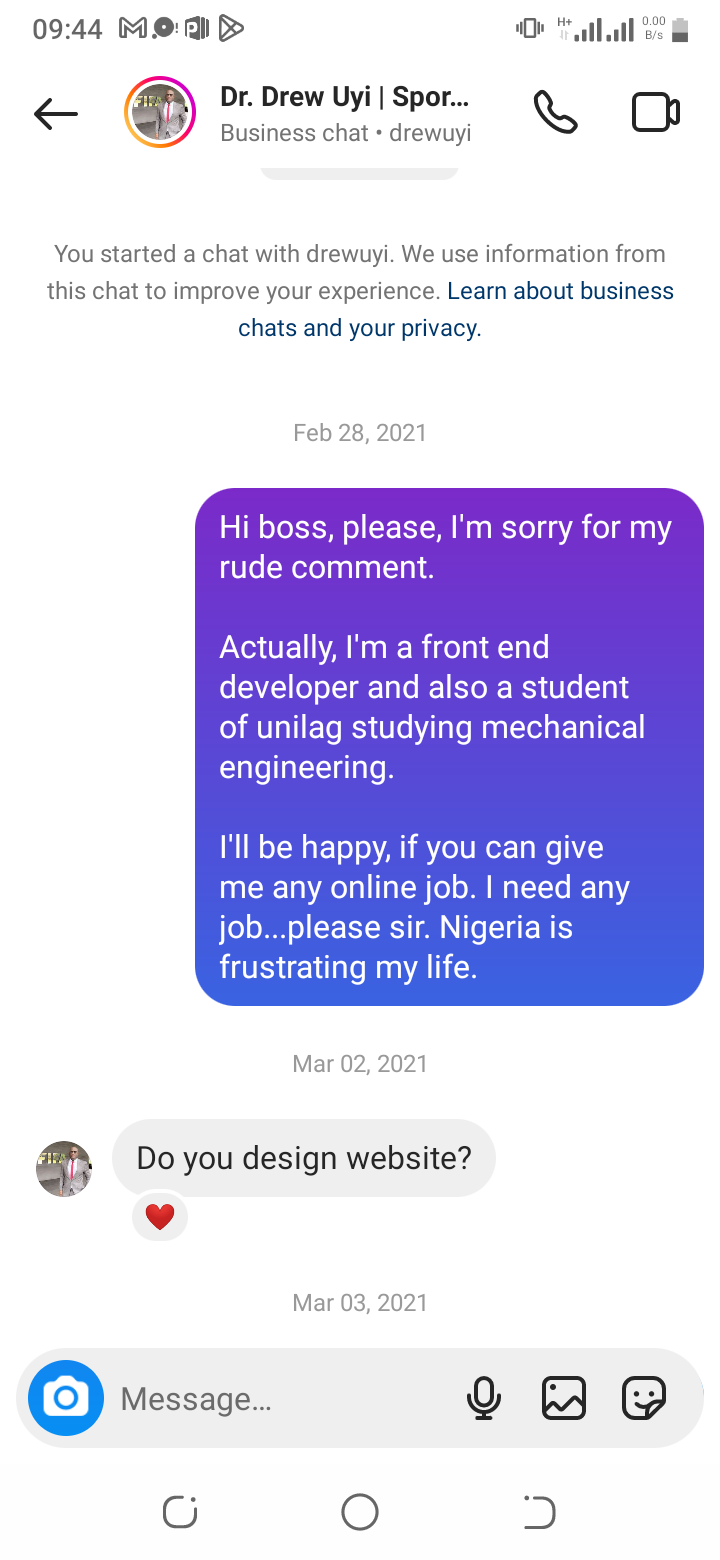 09:44
H+
0.00
B/s
Dr. Drew Uyi | Spor...
Business chat • drewuyi
You started a chat with drewuyi. We use information from
this chat to improve your experience. Learn about business
chats and your privacy.
Feb 28, 2021
Hi boss, please, I'm sorry for my
rude comment.
Actually, I'm a front end
developer and also a student
of unilag studying mechanical
engineering.
I'll be happy, if you can give
me any online job. I need any
job...please sir. Nigeria is
frustrating my life.
Mar 02, 2021
FIFA
Do you design website?
Mar 03, 2021
Message...